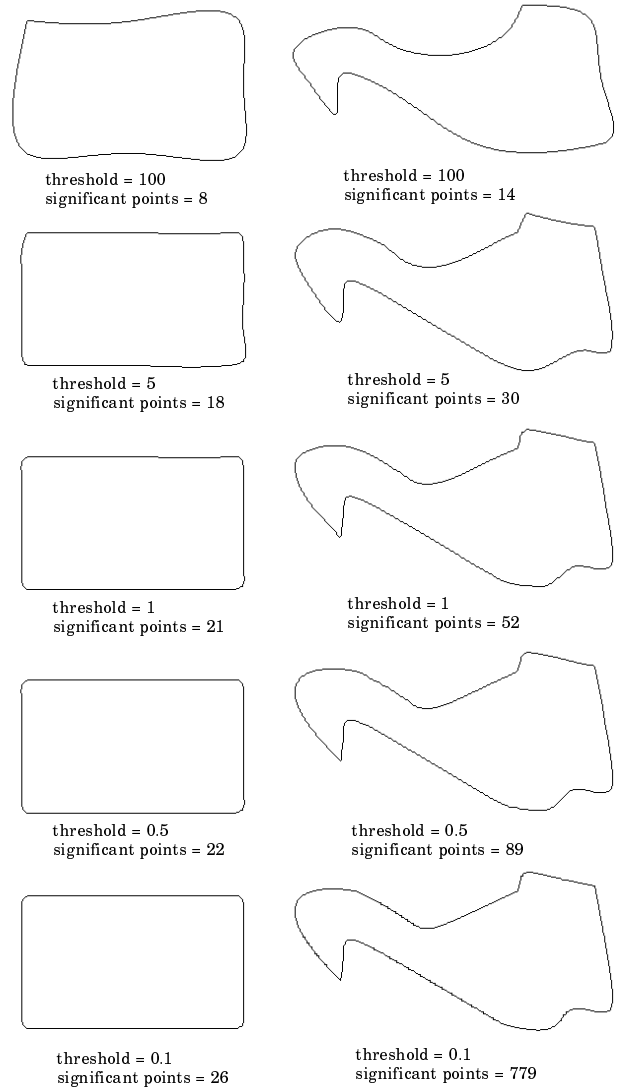 threshold = 100
significant points = 8
threshold = 100
significant points = 14
threshold = 5
significant points = 18
threshold = 5
significant points = 30
threshold = 1
significant points = 21
threshold = 1
significant points = 52
threshold = 0.5
significant points = 22
threshold = 0.5
significant points = 89
threshold = 0.1
significant points = 26
threshold = 0.1
significant points = 779